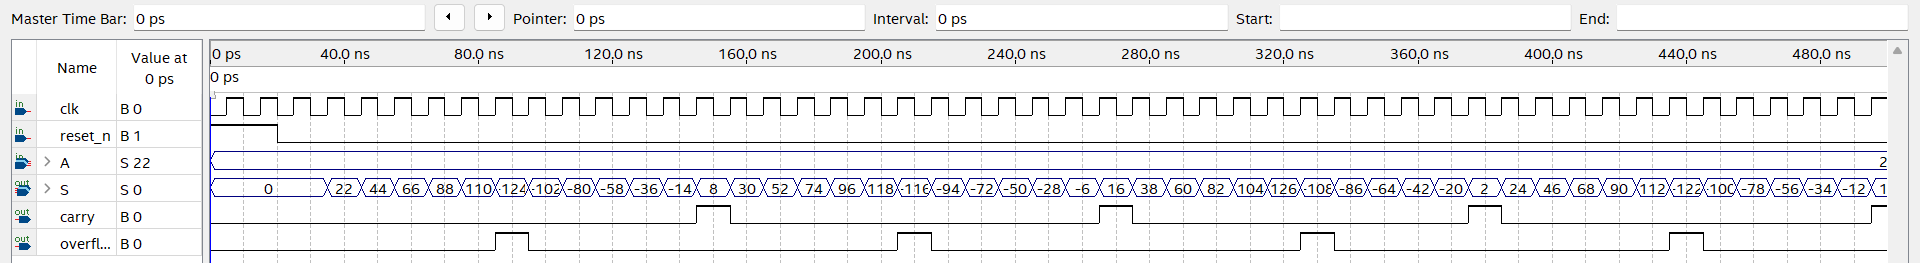 Master Time Bar: 0 ps Pointer: 0 ps Interval: 0 ps Start: End:
Name Value at 0 ps
0 ps 40.0 ns 80.0 ns 120.0 ns 160.0 ns 200.0 ns 240.0 ns 280.0 ns 320.0 ns 360.0 ns 400.0 ns 440.0 ns 480.0 ns
0 ps
in clk B 0
in reset_n B 1
in A S 22 2
out S S 0 0 22 44 66 88 110 -124 -102 -80 -58 -36 -14 8 30 52 74 96 118 -116 -94 -72 -50 -28 -6 16 38 60 82 104 126 -108 -86 -64 -42 -20 2 24 46 68 90 112 -122 -100 -78 -56 -34 -12 1
out carry B 0
out overfl... B 0